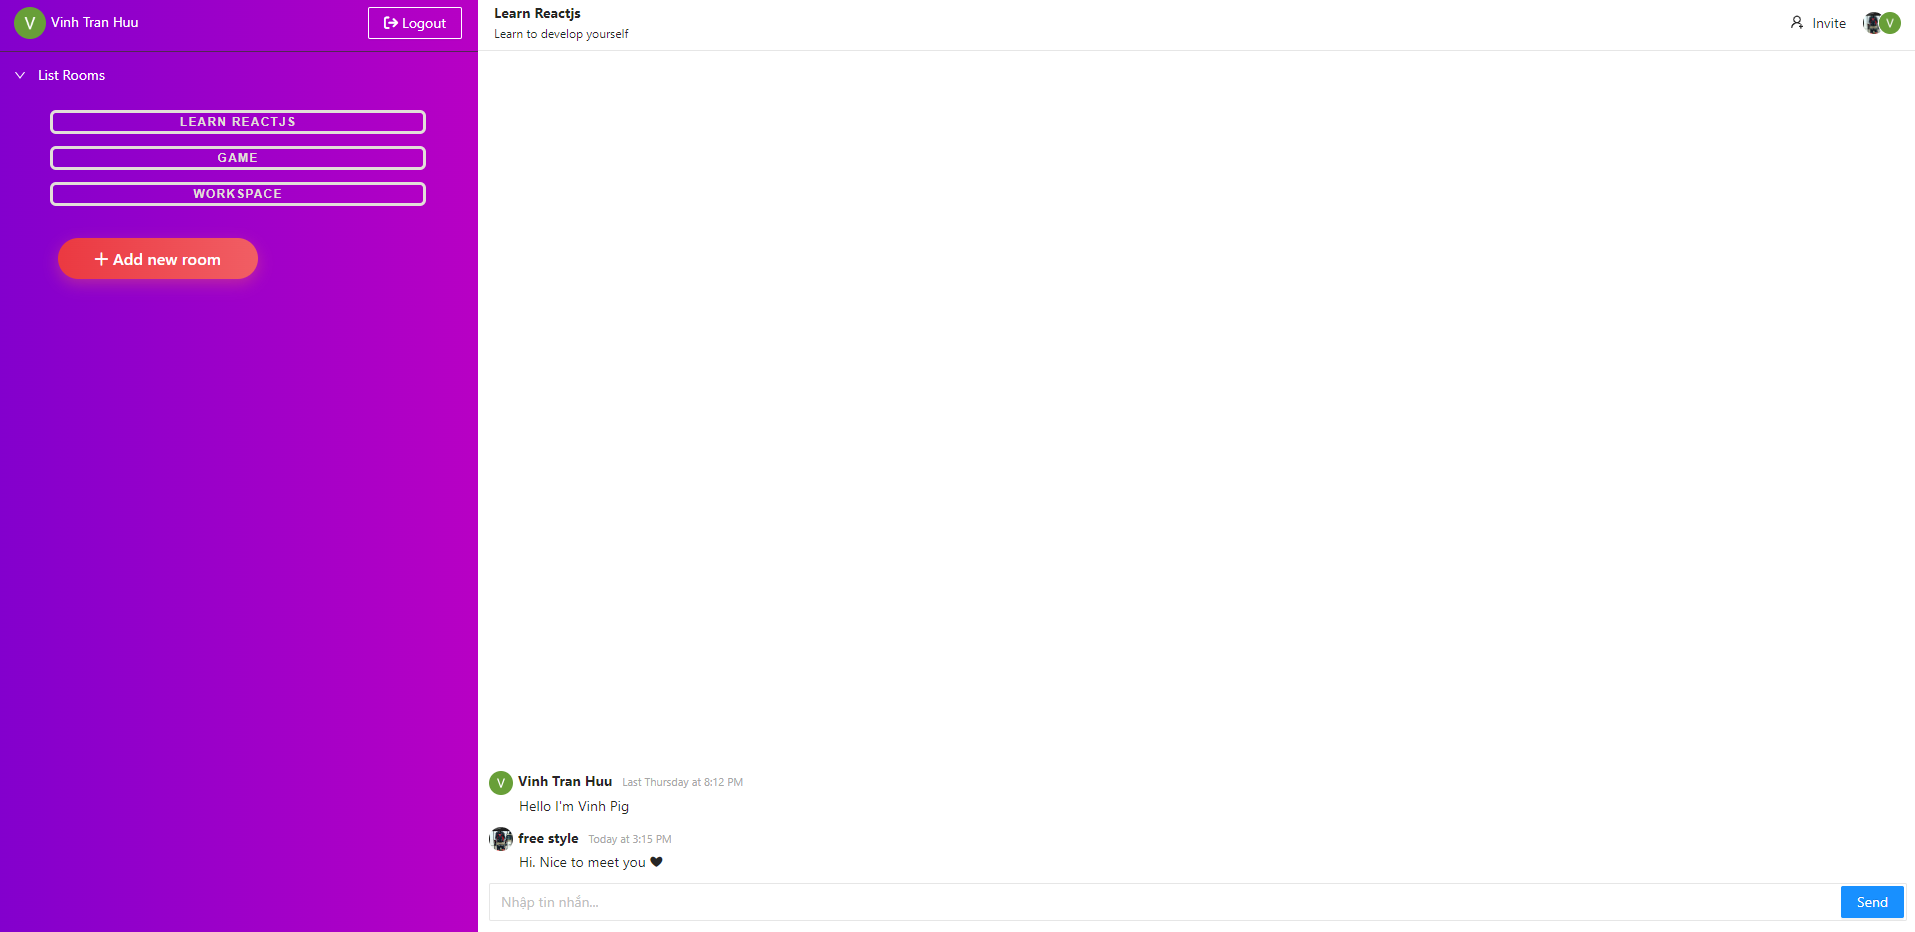 V Vinh Tran Huu
Logout
List Rooms
LEARN REACTJS
GAME
WORKSPACE
+ Add new room
Learn Reactjs
Learn to develop yourself
Invite
V
V Vinh Tran Huu Last Thursday at 8:12 PM
Hello I'm Vinh Pig
free style Today at 3:15 PM
Hi. Nice to meet you ♥
Nhập tin nhắn...
Send